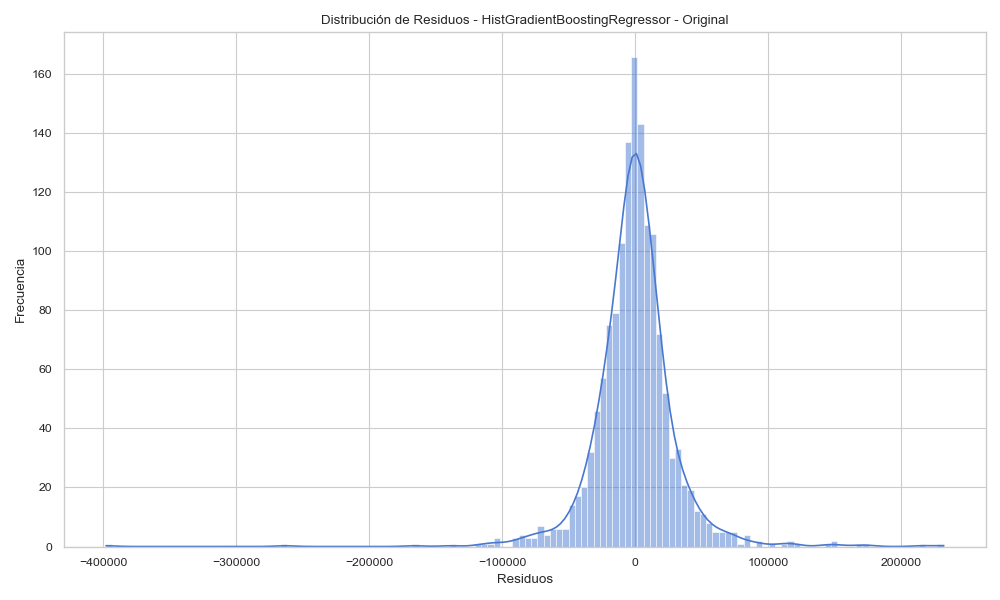 Distribución de Residuos - HistGradientBoostingRegressor - Original
Frecuencia
160
140
120
100
80
60
40
20
0
−400000 −300000 −200000 −100000 0 100000 200000
Residuos